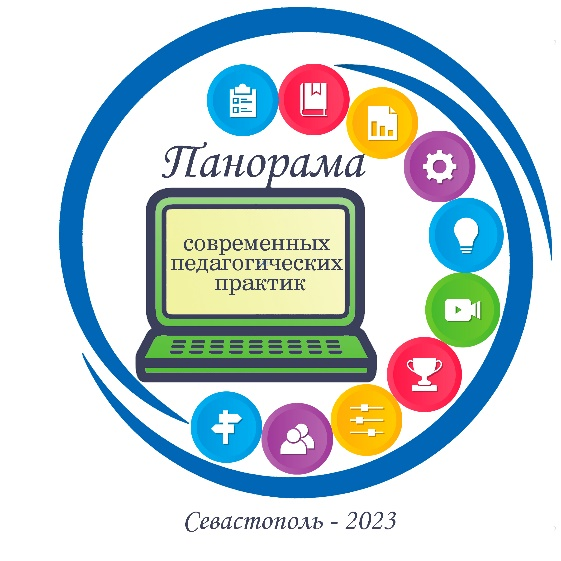 Панорама
современных
педагогических
практик
Севастополь - 2023